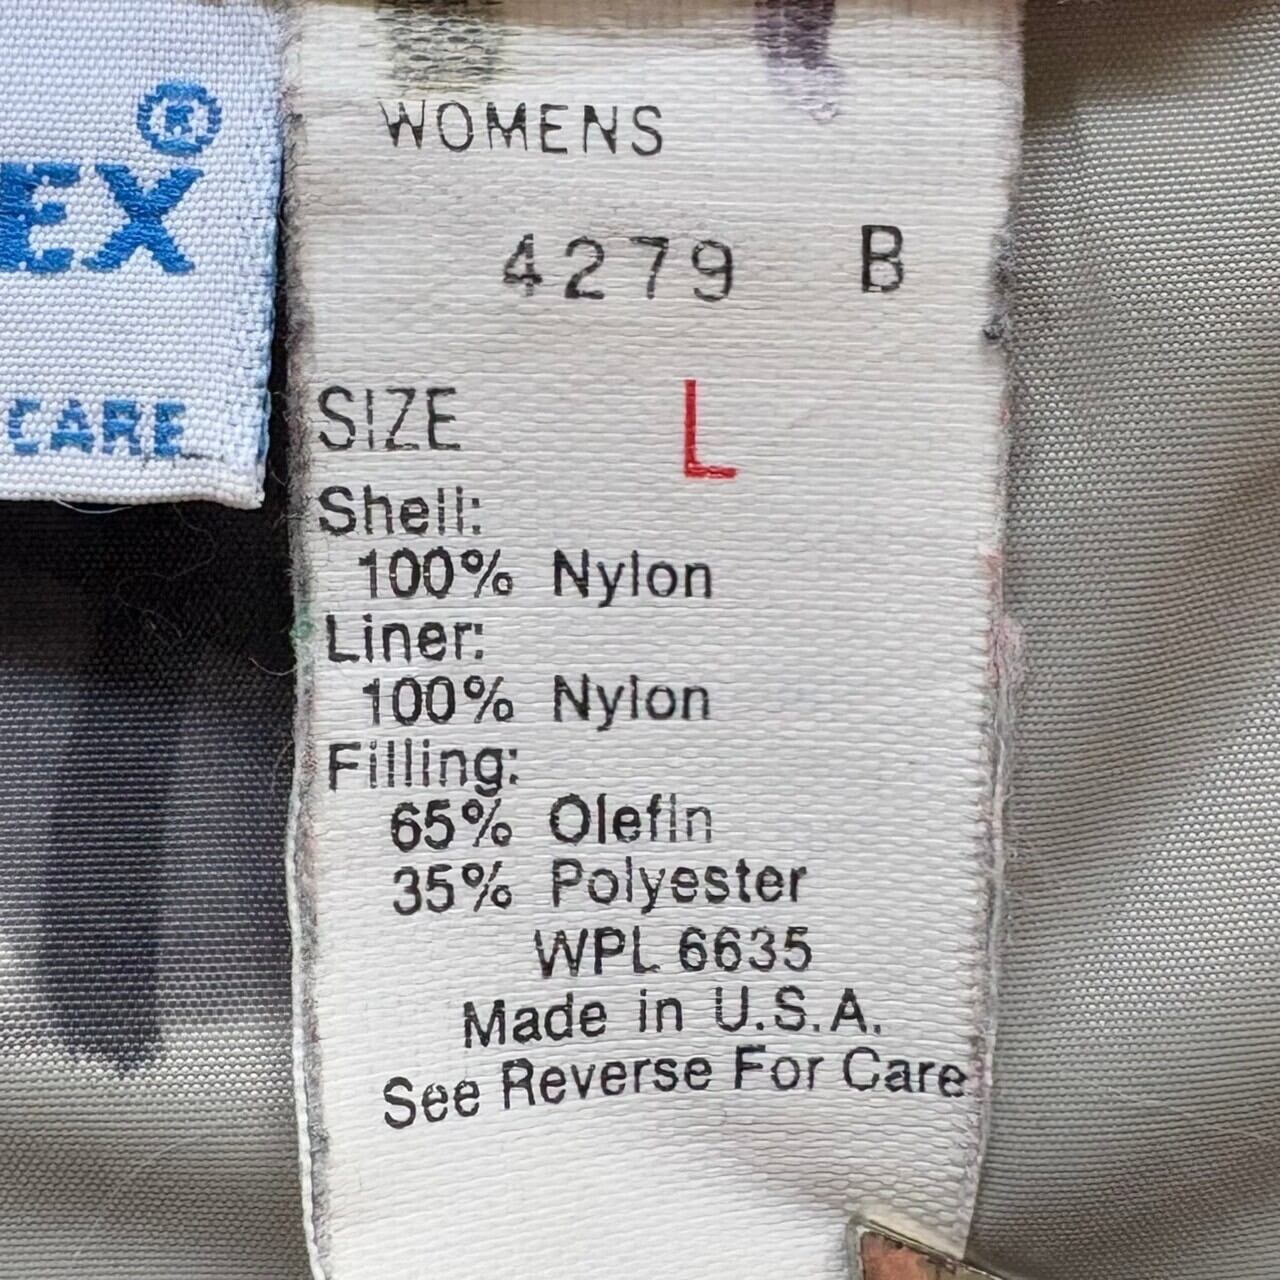 ®
EX
CARE
WOMENS
4279 B
SIZE L
Shell:
100% Nylon
Liner:
100% Nylon
Filling:
65% Olefin
35% Polyester
WPL 6635
Made in U.S.A.
See Reverse For Care